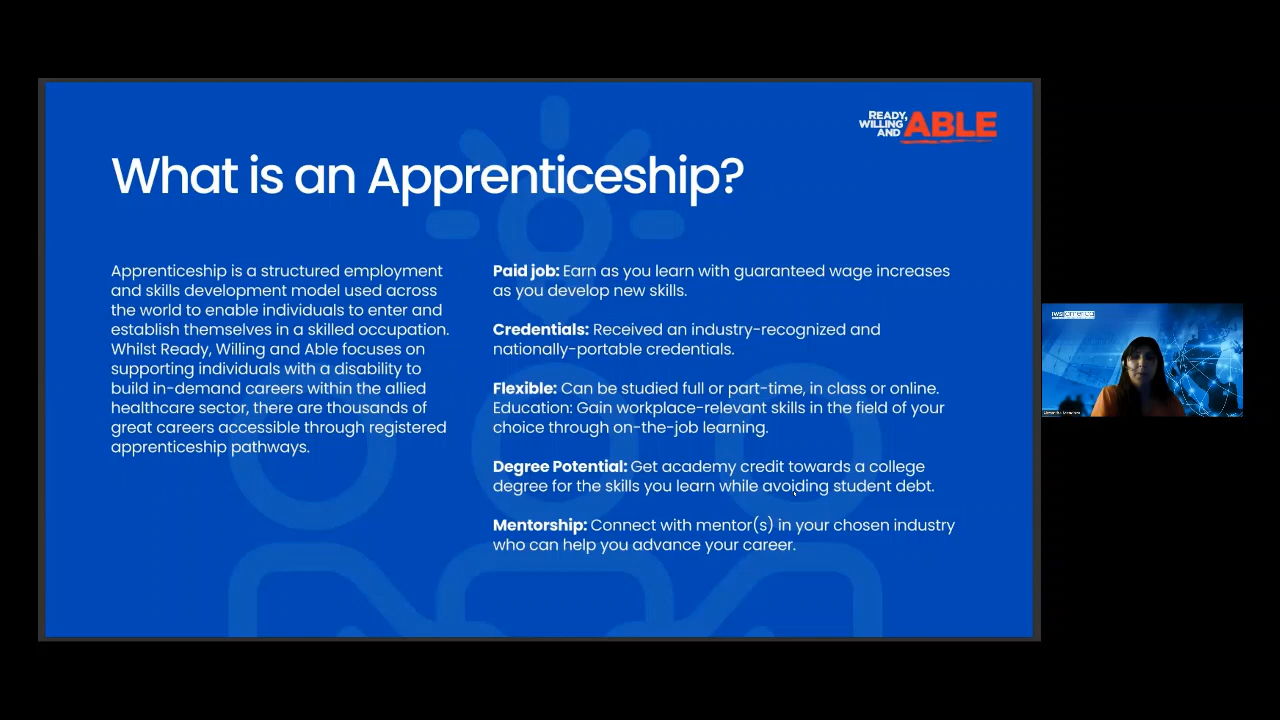 READY,
WILLING
AND ABLE
What is an Apprenticeship?
Apprenticeship is a structured employment
and skills development model used across
the world to enable individuals to enter and
establish themselves in a skilled occupation.
Whilst Ready, Willing and Able focuses on
supporting individuals with a disability to
build in-demand careers within the allied
healthcare sector, there are thousands of
great careers accessible through registered
apprenticeship pathways.
Paid job: Earn as you learn with guaranteed wage increases
as you develop new skills.
Credentials: Received an industry-recognized and
nationally-portable credentials.
Flexible: Can be studied full or part-time, in class or online.
Education: Gain workplace-relevant skills in the field of your
choice through on-the-job learning.
Degree Potential: Get academy credit towards a college
degree for the skills you learn while avoiding student debt.
Mentorship: Connect with mentor(s) in your chosen industry
who can help you advance your career.